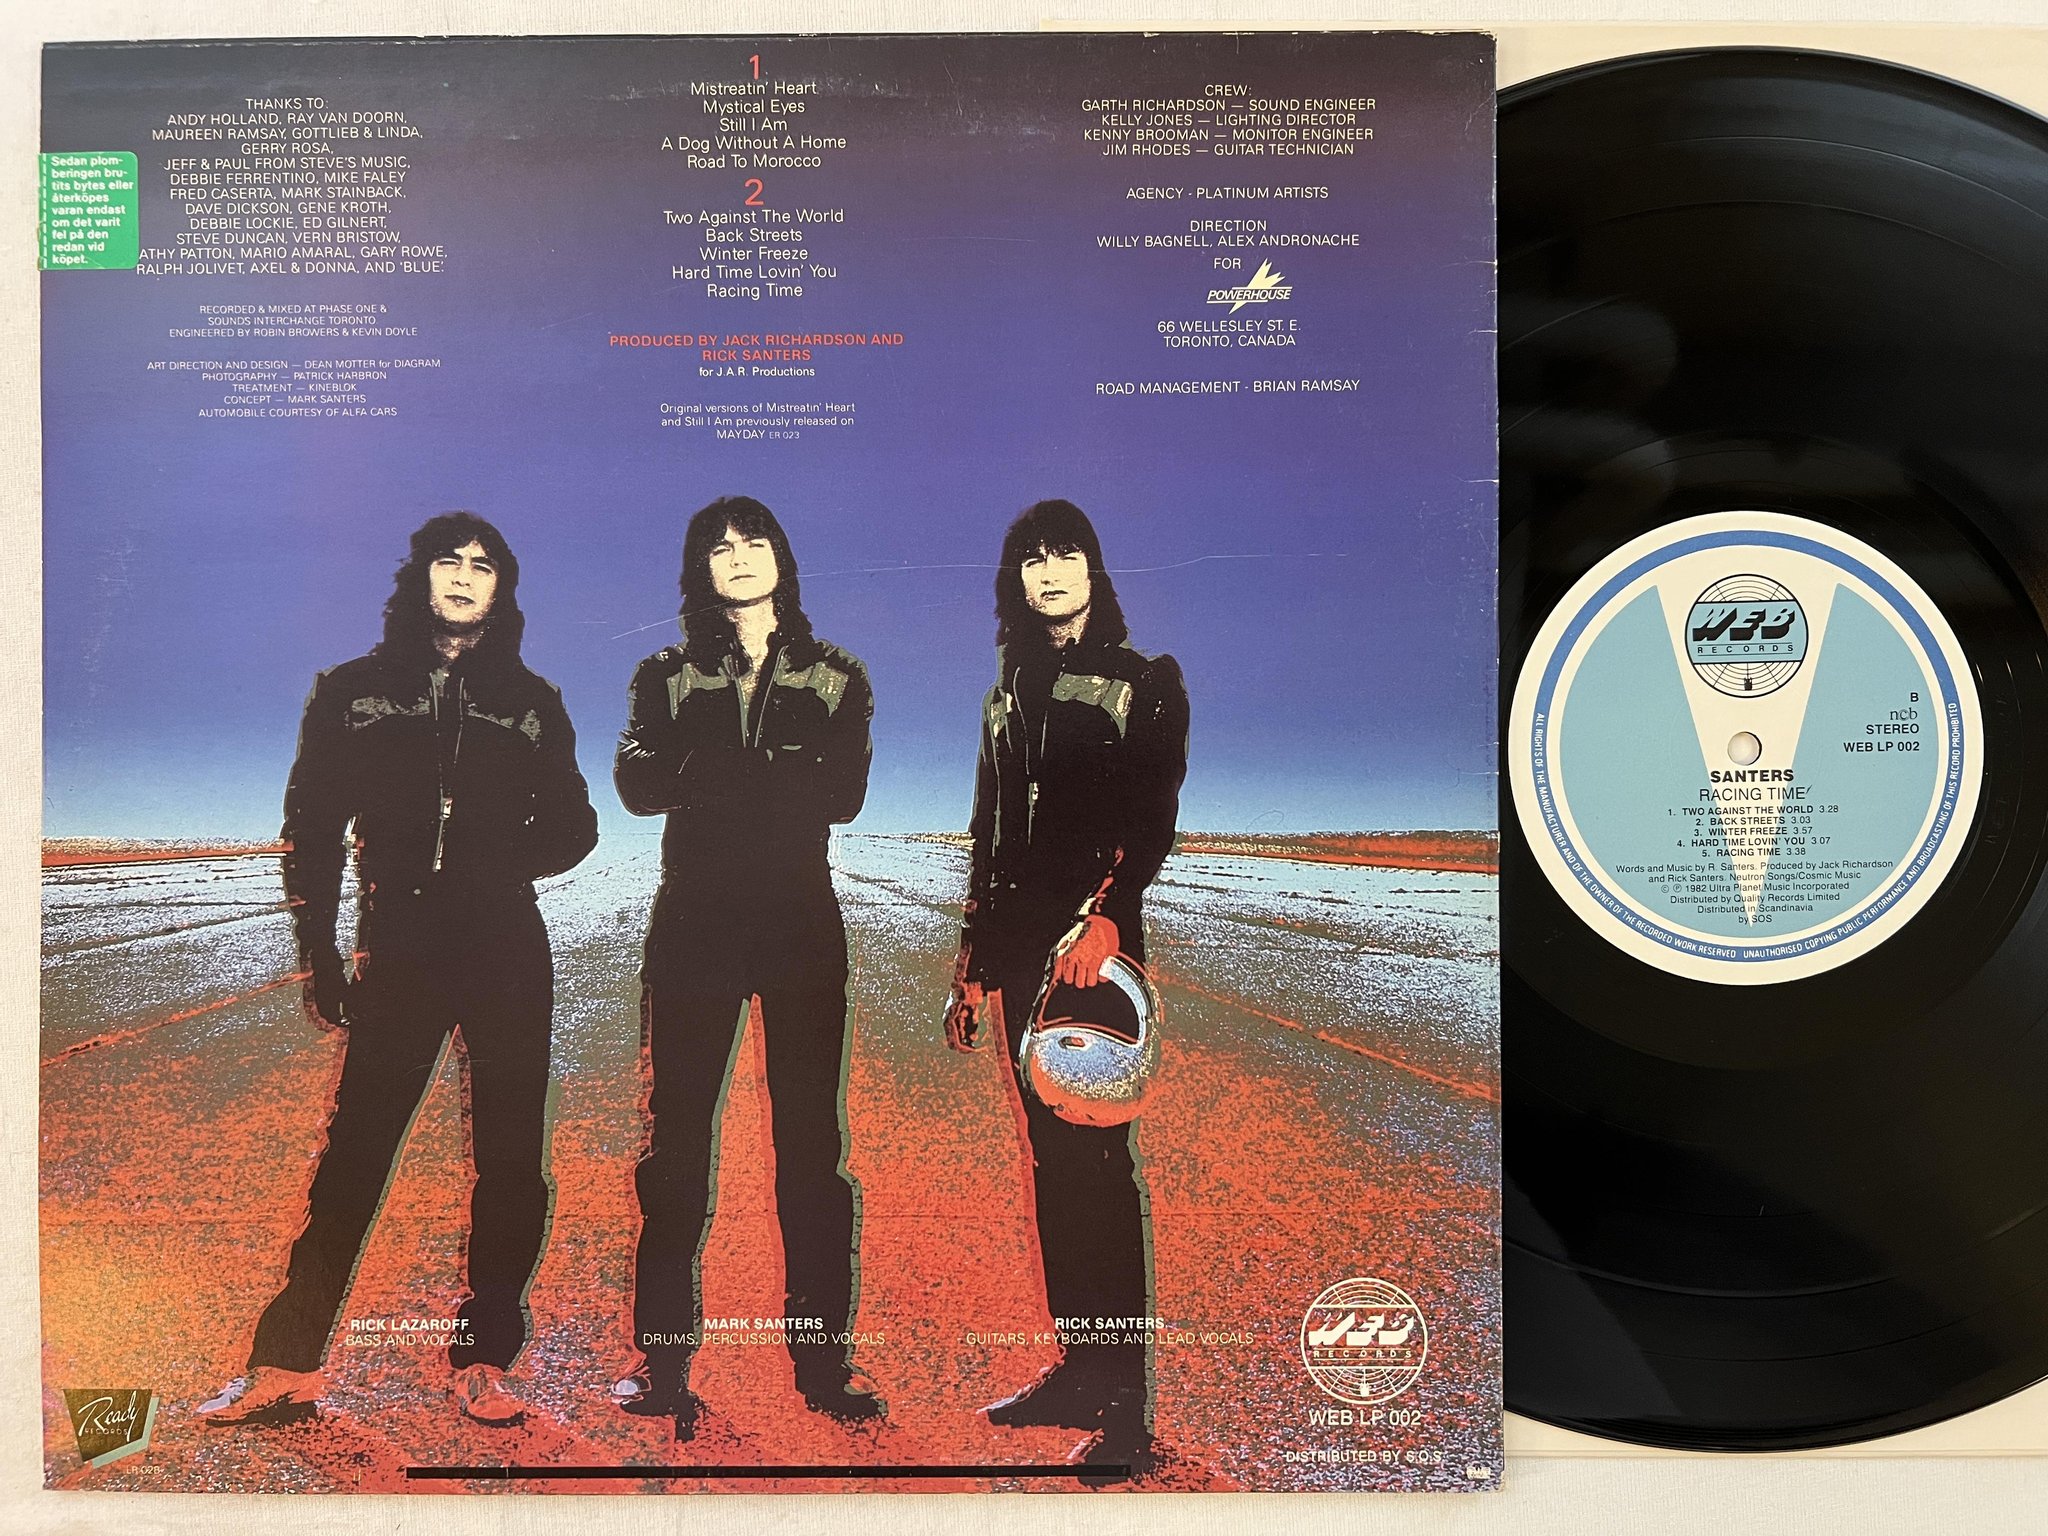 THANKS TO:
ANDY HOLLAND, RAY VAN DOORN,
MAUREEN RAMSAY, GOTTLIEB & LINDA,
GERRY ROSA,
JEFF & PAUL FROM STEVE'S MUSIC,
DEBBIE FERRENTINO, MIKE FALEY
FRED CASERTA, MARK STAINBACK,
DAVE DICKSON, GENE KROTH,
DEBBIE LOCKIE, ED GILNERT,
STEVE DUNCAN, VERN BRISTOW,
ATHY PATTON, MARIO AMARAL, GARY ROWE,
RALPH JOLIVET, AXEL & DONNA, AND 'BLUE'.
Sedan plom-
beringen bru-
tits bytes eller
återköpes
varan endast
om det varit
fel på den
redan vid
köpet.
RECORDED & MIXED AT PHASE ONE &
SOUNDS INTERCHANGE TORONTO
ENGINEERED BY ROBIN BROWERS & KEVIN DOYLE
ART DIRECTION AND DESIGN — DEAN MOTTER for DIAGRAM
PHOTOGRAPHY — PATRICK HARBRON
TREATMENT — KINEBLOK
CONCEPT — MARK SANTERS
AUTOMOBILE COURTESY OF ALFA CARS
1
Mistreatin' Heart
Mystical Eyes
Still I Am
A Dog Without A Home
Road To Morocco
2
Two Against The World
Back Streets
Winter Freeze
Hard Time Lovin' You
Racing Time
PRODUCED BY JACK RICHARDSON AND
RICK SANTERS
for J.A.R. Productions
Original versions of Mistreatin' Heart
and Still I Am previously released on
MAYDAY ER 023
CREW:
GARTH RICHARDSON — SOUND ENGINEER
KELLY JONES — LIGHTING DIRECTOR
KENNY BROOMAN — MONITOR ENGINEER
JIM RHODES — GUITAR TECHNICIAN
AGENCY - PLATINUM ARTISTS
DIRECTION
WILLY BAGNELL, ALEX ANDRONACHE
FOR
POWERHOUSE
66 WELLESLEY ST. E.
TORONTO, CANADA
ROAD MANAGEMENT - BRIAN RAMSAY
RICK LAZAROFF
BASS AND VOCALS
MARK SANTERS
DRUMS, PERCUSSION AND VOCALS
RICK SANTERS
GUITARS, KEYBOARDS AND LEAD VOCALS
WEB
RECORDS
WEB LP 002
DISTRIBUTED BY S.O.S.
Ready
RECORDS
LR 028
WEB
RECORDS
B
ncb
STEREO
WEB LP 002
SANTERS
RACING TIME
1. TWO AGAINST THE WORLD 3.28
2. BACK STREETS 3.03
3. WINTER FREEZE 3.57
4. HARD TIME LOVIN' YOU 3.07
5. RACING TIME 3.38
Words and Music by R. Santers. Produced by Jack Richardson
and Rick Santers. Neutron Songs/Cosmic Music
© ℗ 1982 Ultra Planet Music Incorporated
Distributed by Quality Records Limited
Distributed in Scandinavia
by SOS
ALL RIGHTS OF THE MANUFACTURER AND OF THE OWNER OF THE RECORDED WORK RESERVED UNAUTHORISED COPYING PUBLIC PERFORMANCE AND BROADCASTING OF THIS RECORD PROHIBITED